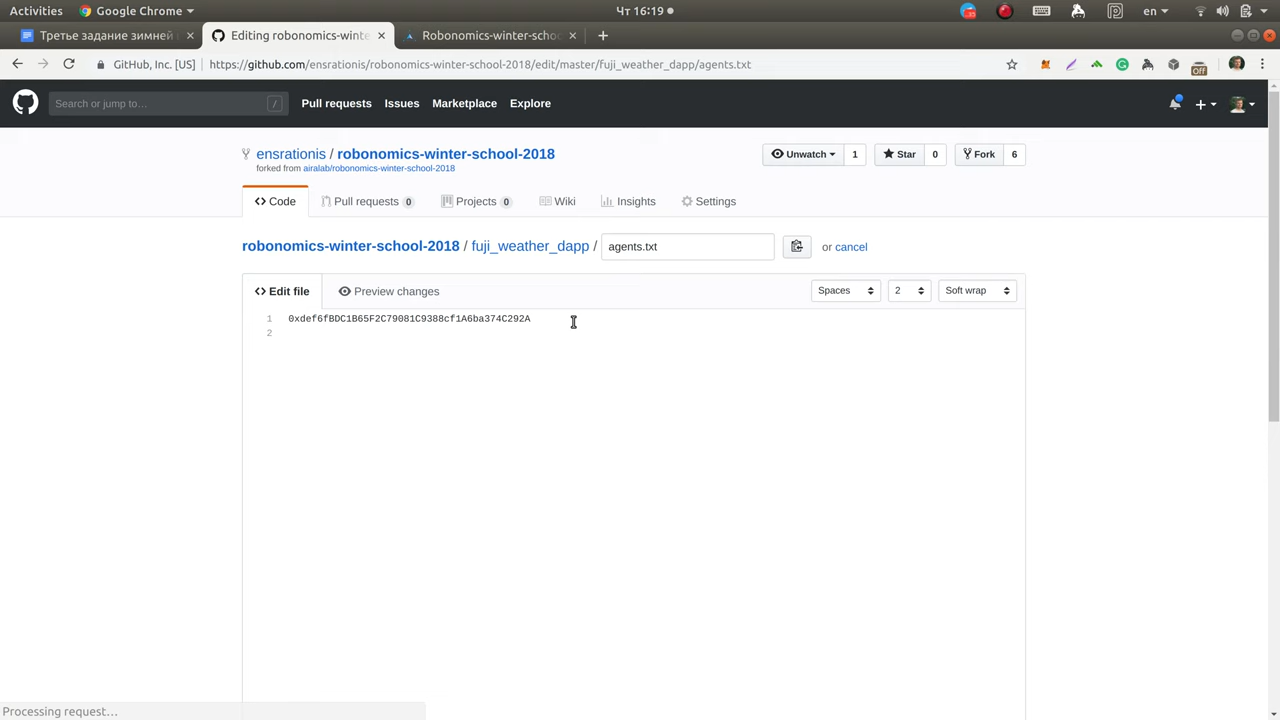 Activities
Google Chrome
Чт 16:19
en
Третье задание зимней
Editing robonomics-winte
Robonomics-winter-schoo
GitHub, Inc. [US]
https://github.com/ensrationis/robonomics-winter-school-2018/edit/master/fuji_weather_dapp/agents.txt
Off
Search or jump to…
/
Pull requests
Issues
Marketplace
Explore
ensrationis / robonomics-winter-school-2018
forked from airalab/robonomics-winter-school-2018
Unwatch
1
Star
0
Fork
6
Code
Pull requests 0
Projects 0
Wiki
Insights
Settings
robonomics-winter-school-2018 / fuji_weather_dapp /
agents.txt
or cancel
Edit file
Preview changes
Spaces
2
Soft wrap
1
0xdef6fBDC1B65F2C79081C9388cf1A6ba374C292A
2
Processing request…